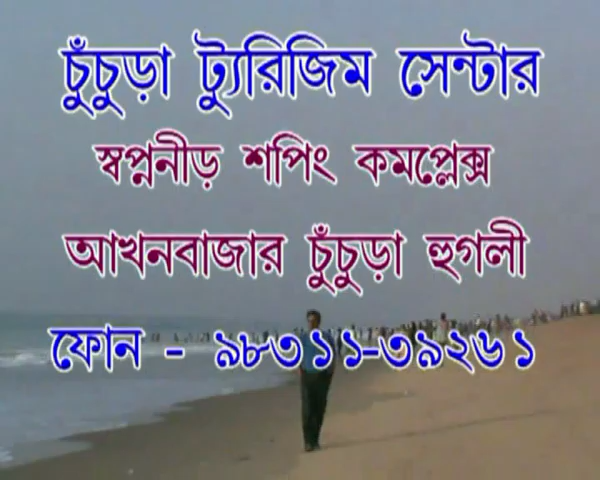 চুঁচুড়া ট্যুরিজিম সেন্টার
স্বপ্ননীড় শপিং কমপ্লেক্স
আখনবাজার চুঁচুড়া হুগলী
ফোন - ৯৮৩১১-৩৯২৬১